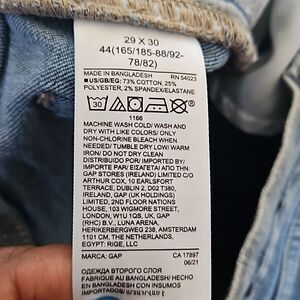 29 X 30
44(165/185-88/92-
78/82)
MADE IN BANGLADESH RN 54023
US/GB/EG: 73% COTTON, 25%
POLYESTER, 2% SPANDEX/ELASTANE
30
1166
MACHINE WASH COLD/ WASH AND
DRY WITH LIKE COLORS/ ONLY
NON-CHLORINE BLEACH WHEN
NEEDED/ TUMBLE DRY LOW/ WARM
IRON/ DO NOT DRY CLEAN
DISTRIBUIDO POR/ IMPORTED BY/
IMPORTE PAR/ ΕΙΣΑΓΕΤΑΙ ΑΠΟ ΤΗΝ:
GAP STORES (IRELAND) LIMITED C/O
ARTHUR COX, 10 EARLSFORT
TERRACE, DUBLIN 2, D02 T380,
IRELAND, GAP (UK HOLDINGS)
LIMITED, 2ND FLOOR NATIONS
HOUSE, 103 WIGMORE STREET,
LONDON, W1U 1QS, UK, GAP
(RHC) B.V., LUNA ARENA,
HERIKERBERGWEG 238, AMSTERDAM
1101 CM, THE NETHERLANDS,
EGYPT: RIGE, LLC
MARCA: GAP CA 17897
06/21
ОДЕЖДА ВТОРОГО СЛОЯ
FABRIQUÉ AU BANGLADESH/ HECHO
EN BANGLADESH/
IMPORTADO/